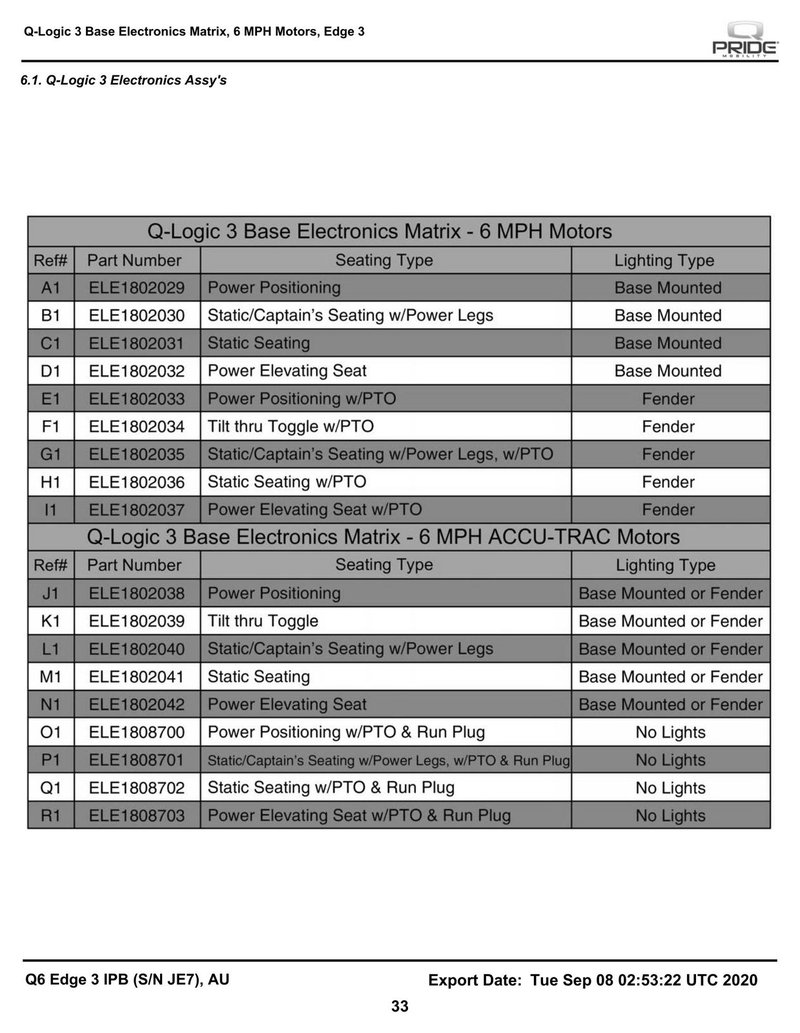 Q-Logic 3 Base Electronics Matrix, 6 MPH Motors, Edge 3
Q
PRIDE
MOBILITY
6.1. Q-Logic 3 Electronics Assy's
Q-Logic 3 Base Electronics Matrix - 6 MPH Motors
Ref# Part Number Seating Type Lighting Type
A1 ELE1802029 Power Positioning Base Mounted
B1 ELE1802030 Static/Captain’s Seating w/Power Legs Base Mounted
C1 ELE1802031 Static Seating Base Mounted
D1 ELE1802032 Power Elevating Seat Base Mounted
E1 ELE1802033 Power Positioning w/PTO Fender
F1 ELE1802034 Tilt thru Toggle w/PTO Fender
G1 ELE1802035 Static/Captain’s Seating w/Power Legs, w/PTO Fender
H1 ELE1802036 Static Seating w/PTO Fender
I1 ELE1802037 Power Elevating Seat w/PTO Fender
Q-Logic 3 Base Electronics Matrix - 6 MPH ACCU-TRAC Motors
Ref# Part Number Seating Type Lighting Type
J1 ELE1802038 Power Positioning Base Mounted or Fender
K1 ELE1802039 Tilt thru Toggle Base Mounted or Fender
L1 ELE1802040 Static/Captain’s Seating w/Power Legs Base Mounted or Fender
M1 ELE1802041 Static Seating Base Mounted or Fender
N1 ELE1802042 Power Elevating Seat Base Mounted or Fender
O1 ELE1808700 Power Positioning w/PTO & Run Plug No Lights
P1 ELE1808701 Static/Captain’s Seating w/Power Legs, w/PTO & Run Plug No Lights
Q1 ELE1808702 Static Seating w/PTO & Run Plug No Lights
R1 ELE1808703 Power Elevating Seat w/PTO & Run Plug No Lights
Q6 Edge 3 IPB (S/N JE7), AU Export Date: Tue Sep 08 02:53:22 UTC 2020
33